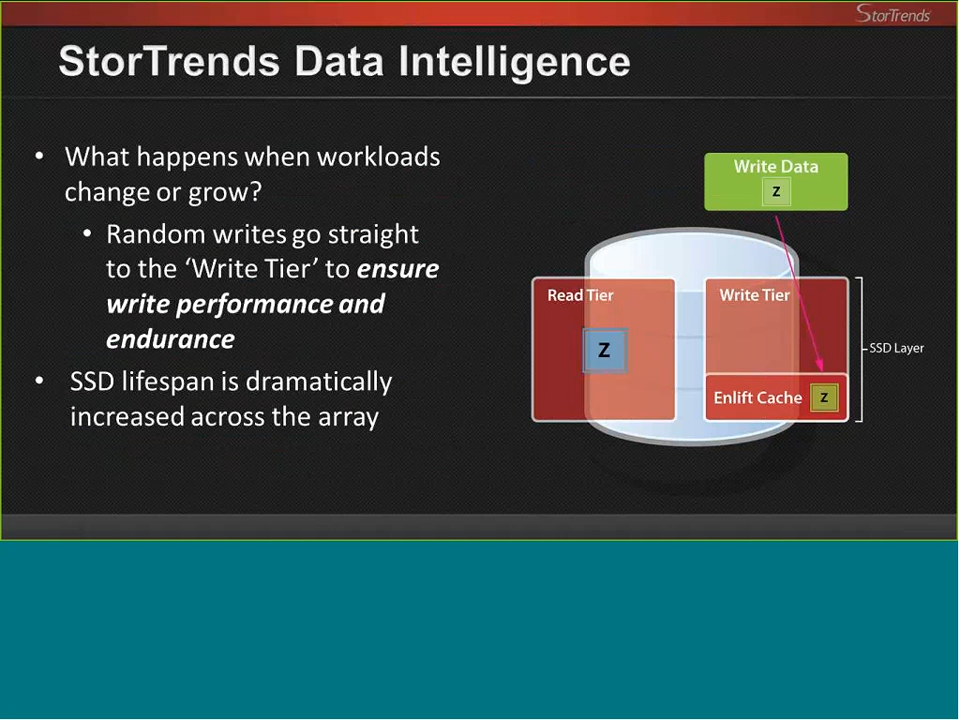 StorTrends
StorTrends Data Intelligence
• What happens when workloads
change or grow?
• Random writes go straight
to the ‘Write Tier’ to ensure
write performance and
endurance
• SSD lifespan is dramatically
increased across the array
Write Data
Z
Read Tier
Write Tier
Z
SSD Layer
Enlift Cache
Z